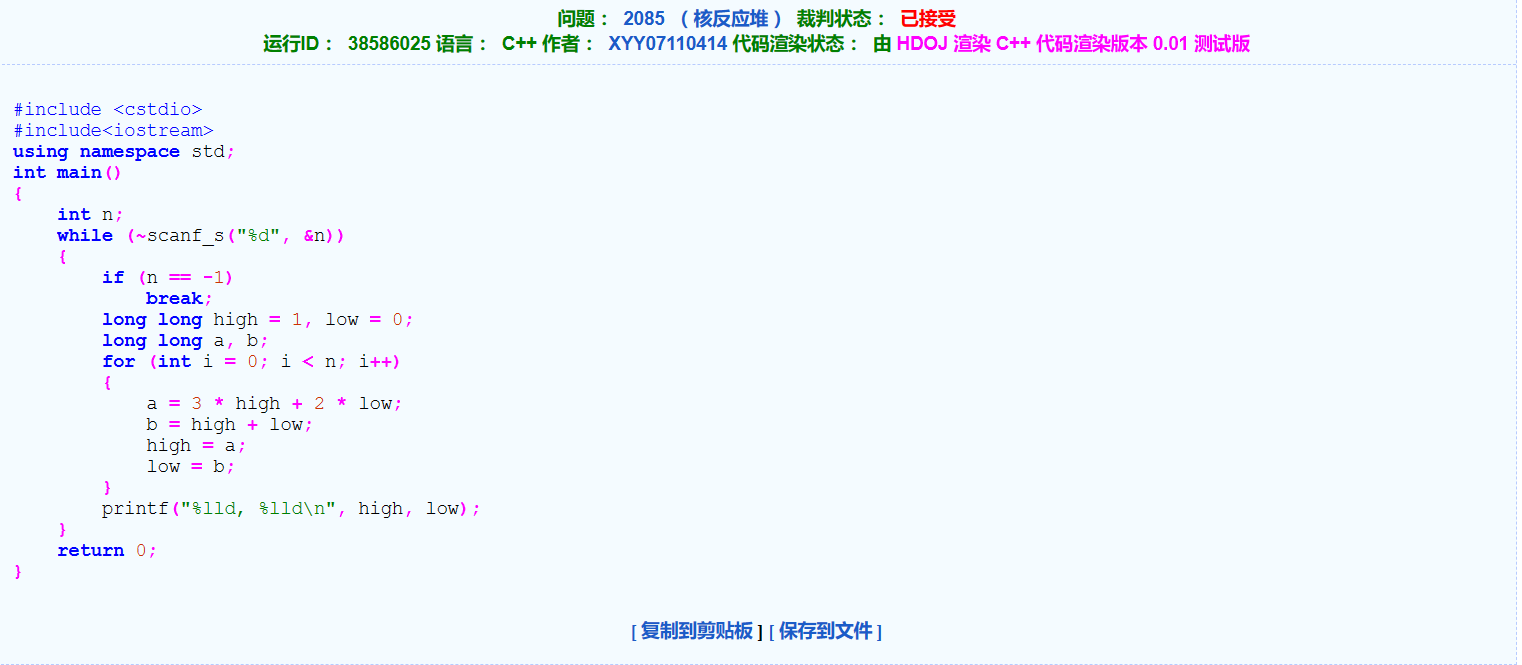 问题： 2085 （核反应堆） 裁判状态： 已接受
运行ID： 38586025 语言： C++ 作者： XYY07110414 代码渲染状态： 由 HDOJ 渲染 C++ 代码渲染版本 0.01 测试版
#include <cstdio>
#include<iostream>
using namespace std;
int main()
{
    int n;
    while (~scanf_s("%d", &n))
    {
        if (n == -1)
            break;
        long long high = 1, low = 0;
        long long a, b;
        for (int i = 0; i < n; i++)
        {
            a = 3 * high + 2 * low;
            b = high + low;
            high = a;
            low = b;
        }
        printf("%lld, %lld\n", high, low);
    }
    return 0;
}
[ 复制到剪贴板 ] [ 保存到文件 ]